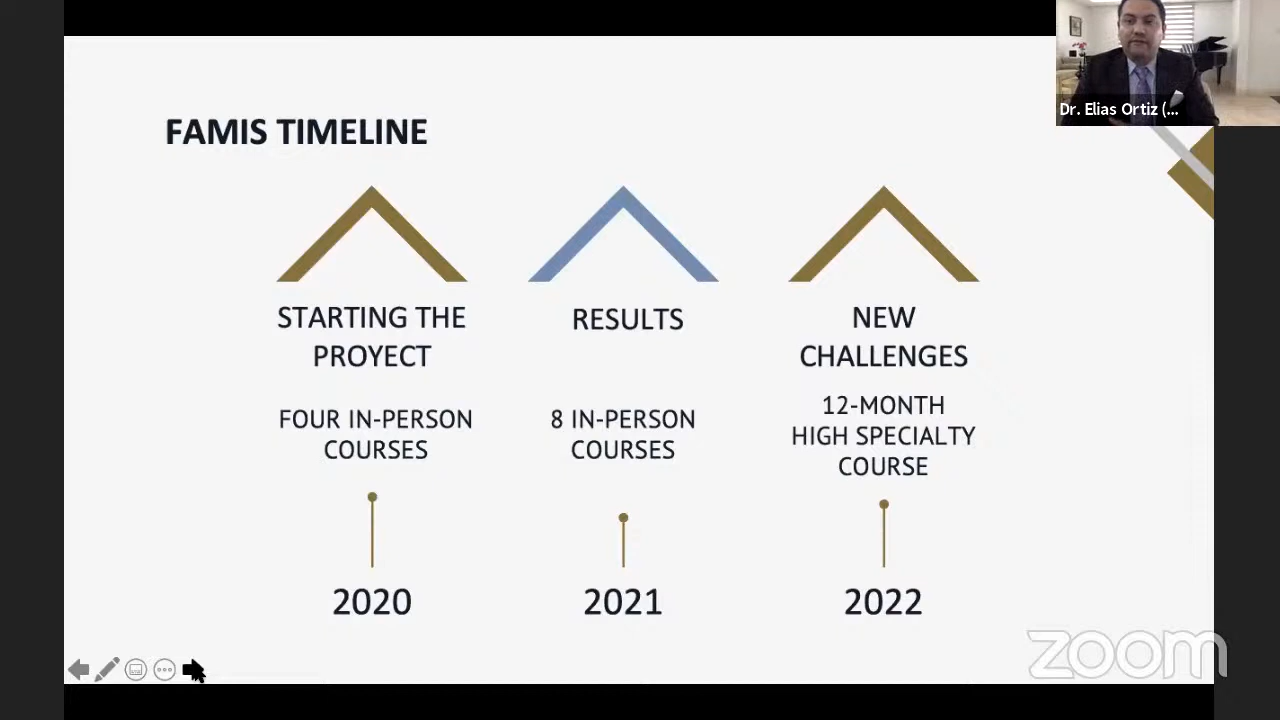 Dr. Elias Ortiz (...
FAMIS TIMELINE
STARTING THE
PROYECT
FOUR IN-PERSON
COURSES
2020
RESULTS
8 IN-PERSON
COURSES
2021
NEW
CHALLENGES
12-MONTH
HIGH SPECIALTY
COURSE
2022
zoom